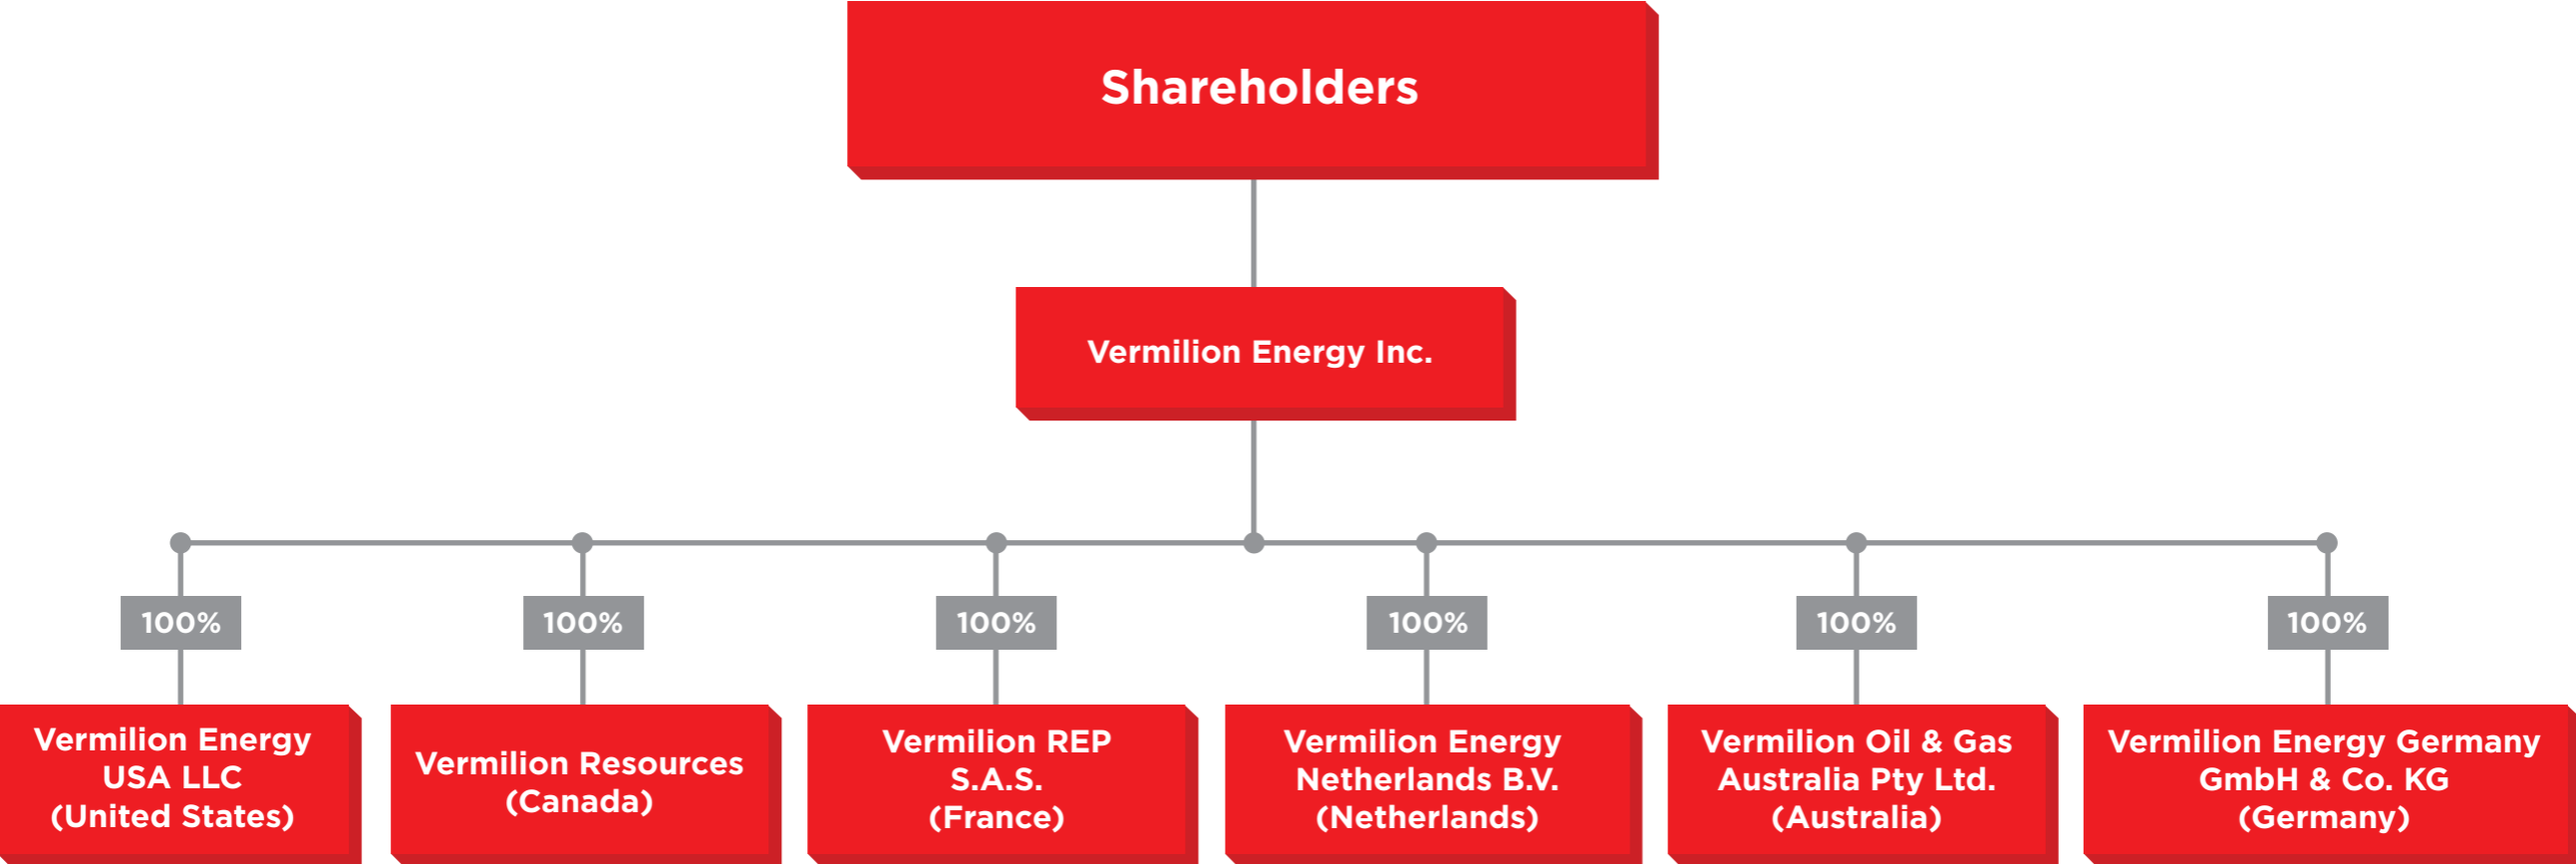 Shareholders
Vermilion Energy Inc.
100%
100%
100%
100%
100%
100%
Vermilion Energy
USA LLC
(United States)
Vermilion Resources
(Canada)
Vermilion REP
S.A.S.
(France)
Vermilion Energy
Netherlands B.V.
(Netherlands)
Vermilion Oil & Gas
Australia Pty Ltd.
(Australia)
Vermilion Energy Germany
GmbH & Co. KG
(Germany)